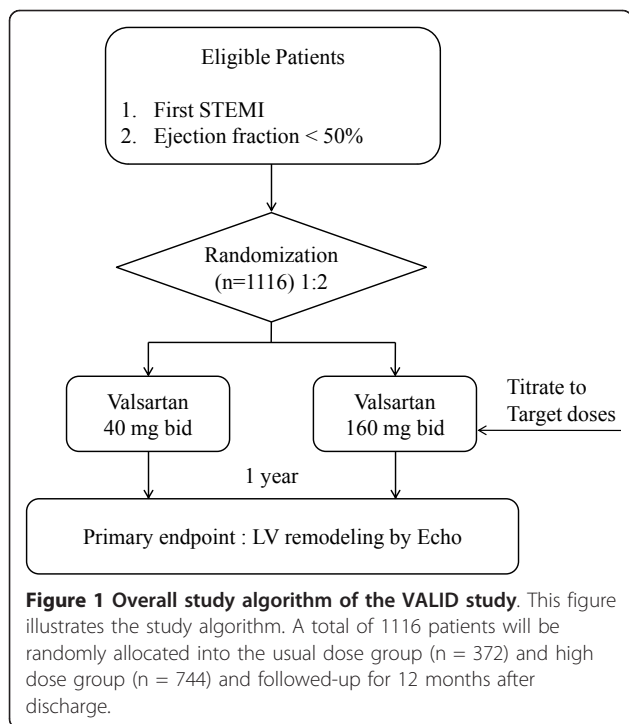 Eligible Patients
1. First STEMI
2. Ejection fraction < 50%
Randomization
(n=1116) 1:2
Valsartan
40 mg bid
Valsartan
160 mg bid
Titrate to
Target doses
1 year
Primary endpoint : LV remodeling by Echo
Figure 1 Overall study algorithm of the VALID study. This figure
illustrates the study algorithm. A total of 1116 patients will be
randomly allocated into the usual dose group (n = 372) and high
dose group (n = 744) and followed-up for 12 months after
discharge.